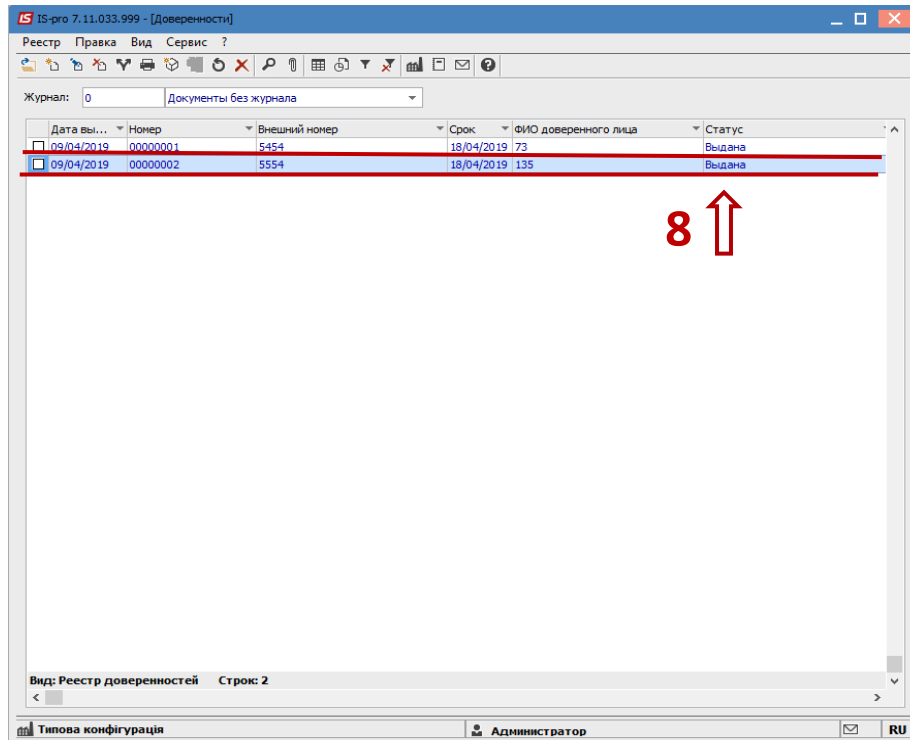 IS-pro 7.11.033.999 - [Доверенности]
Реестр Правка Вид Сервис ?
Журнал: 0 Документы без журнала
Дата вы... Номер Внешний номер Срок ФИО доверенного лица Статус
09/04/2019 00000001 5454 18/04/2019 73 Выдана
09/04/2019 00000002 5554 18/04/2019 135 Выдана
8
Вид: Реестр доверенностей Строк: 2
Типова конфігурація Администратор RU